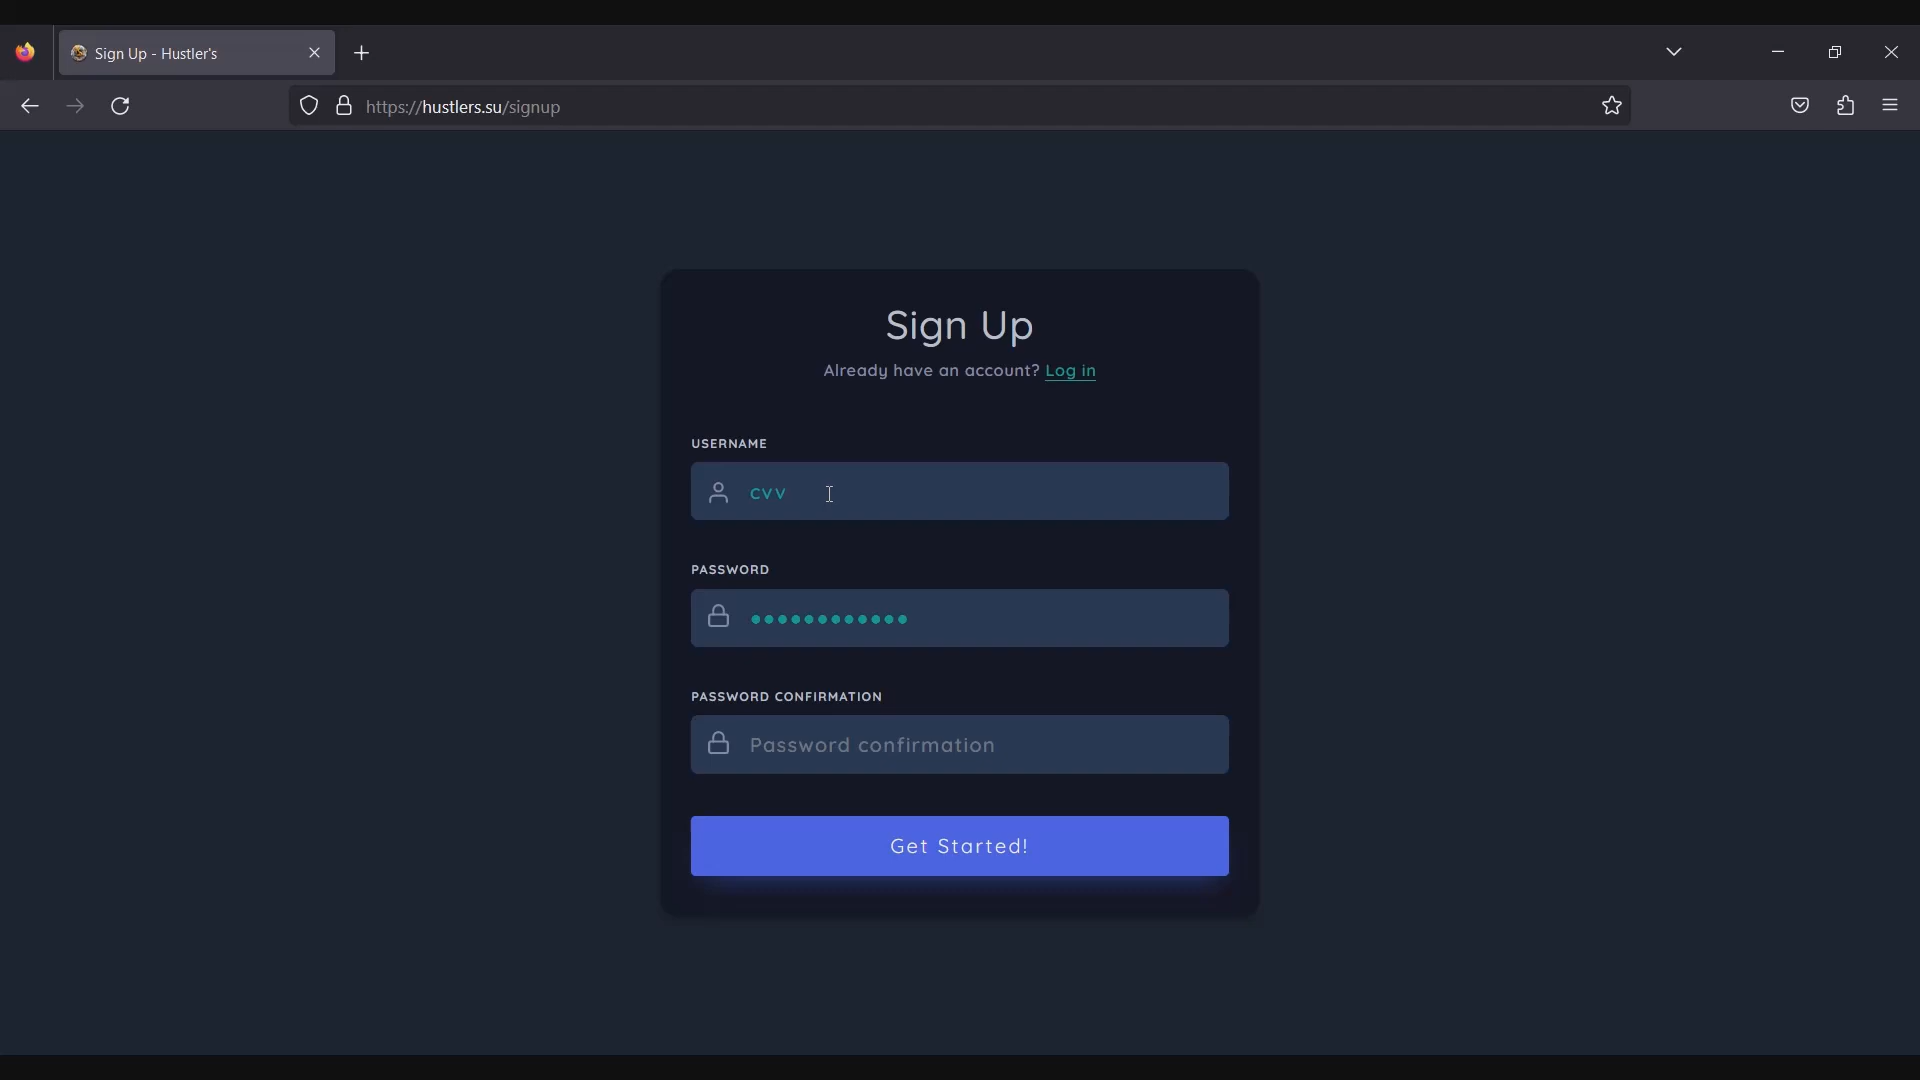 Sign Up - Hustler's
https://hustlers.su/signup
Sign Up
Already have an account? Log in
USERNAME
cvv
PASSWORD
●●●●●●●●●●●●
PASSWORD CONFIRMATION
Password confirmation
Get Started!